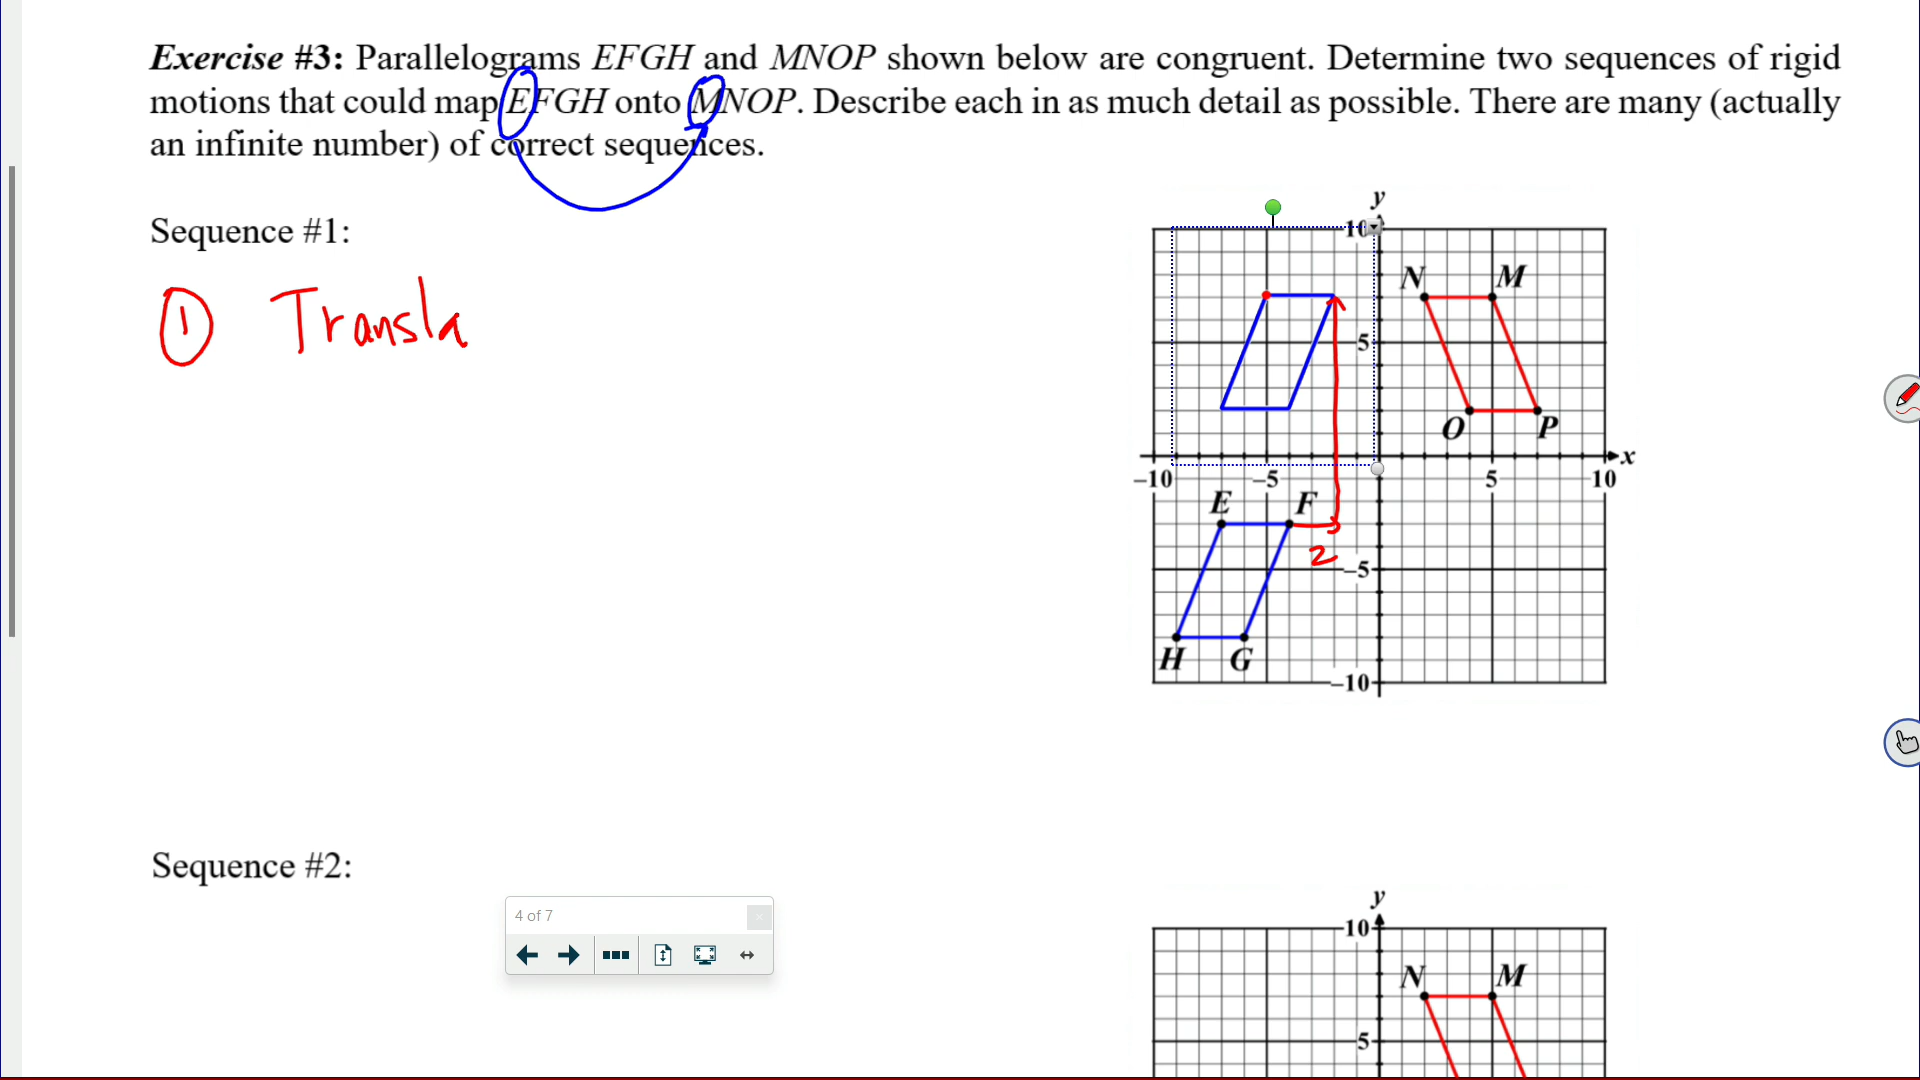 Exercise #3: Parallelograms EFGH and MNOP shown below are congruent. Determine two sequences of rigid
motions that could map EFGH onto MNOP. Describe each in as much detail as possible. There are many (actually
an infinite number) of correct sequences.
Sequence #1:
① Transla
y
10
N M
5
O P
x
-10 -5 5 10
E F
2
-5
H G
-10
Sequence #2:
4 of 7
y
10
N M
5